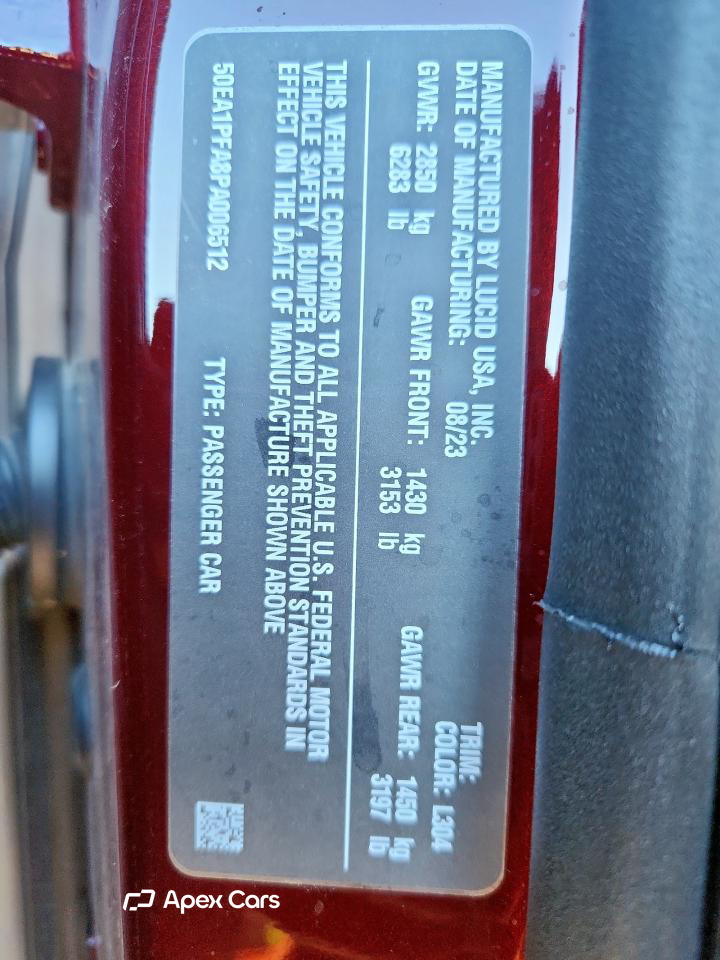 MANUFACTURED BY LUCID USA, INC.
DATE OF MANUFACTURING: 08/23
TRIM:
COLOR: L304
GVWR: 2850 kg GAWR FRONT: 1430 kg GAWR REAR: 1450 kg
6283 lb 3153 lb 3197 lb
THIS VEHICLE CONFORMS TO ALL APPLICABLE U.S. FEDERAL MOTOR
VEHICLE SAFETY, BUMPER AND THEFT PREVENTION STANDARDS IN
EFFECT ON THE DATE OF MANUFACTURE SHOWN ABOVE
50EA1PFA8PA006512 TYPE: PASSENGER CAR
Apex Cars